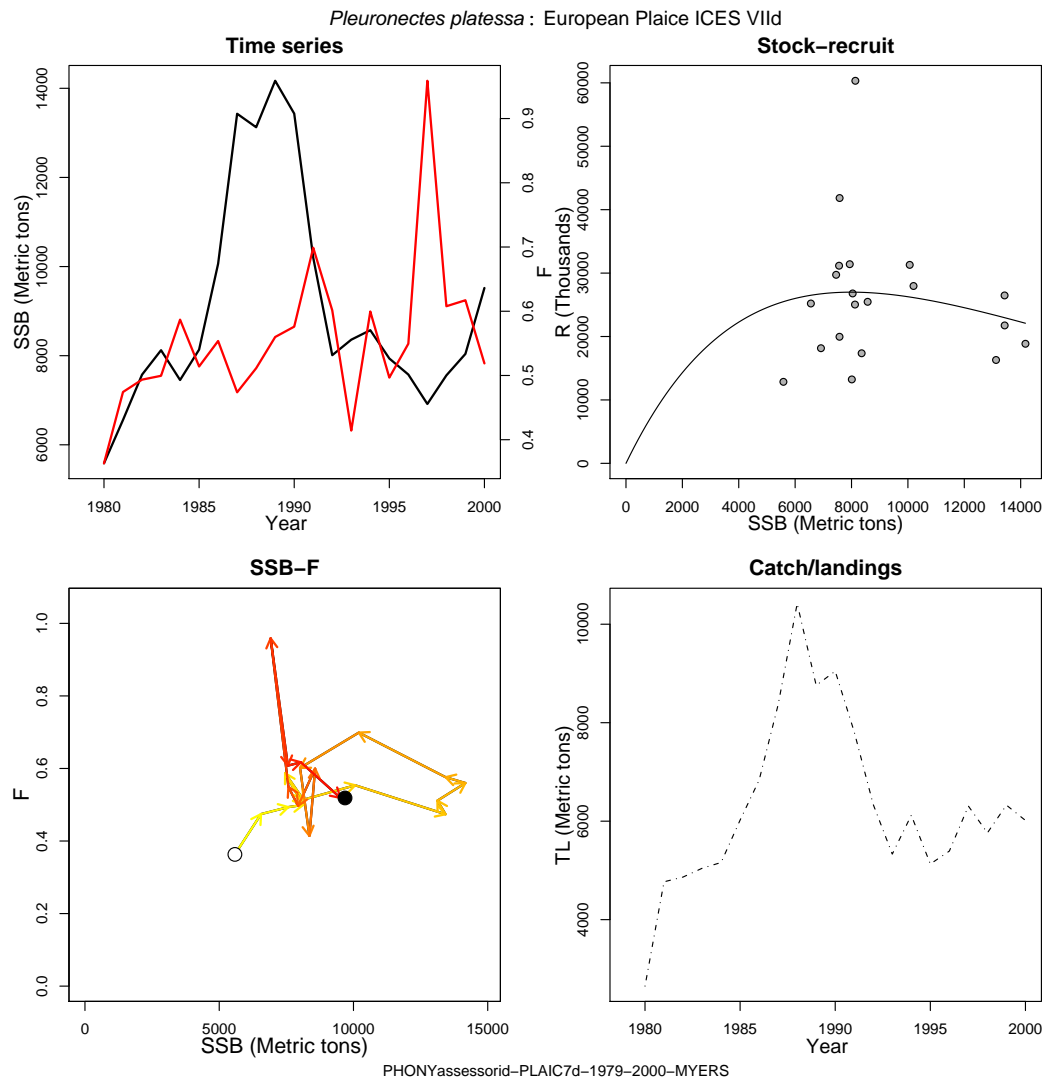 Pleuronectes platessa : European Plaice ICES VIId
Time series
SSB (Metric tons)
6000 8000 10000 12000 14000
F
0.4 0.5 0.6 0.7 0.8 0.9
1980 1985 1990 1995 2000
Year
Stock−recruit
R (Thousands)
0 10000 20000 30000 40000 50000 60000
0 2000 4000 6000 8000 10000 12000 14000
SSB (Metric tons)
SSB−F
F
0.0 0.2 0.4 0.6 0.8 1.0
0 5000 10000 15000
SSB (Metric tons)
Catch/landings
TL (Metric tons)
4000 6000 8000 10000
1980 1985 1990 1995 2000
Year
PHONYassessorid−PLAIC7d−1979−2000−MYERS